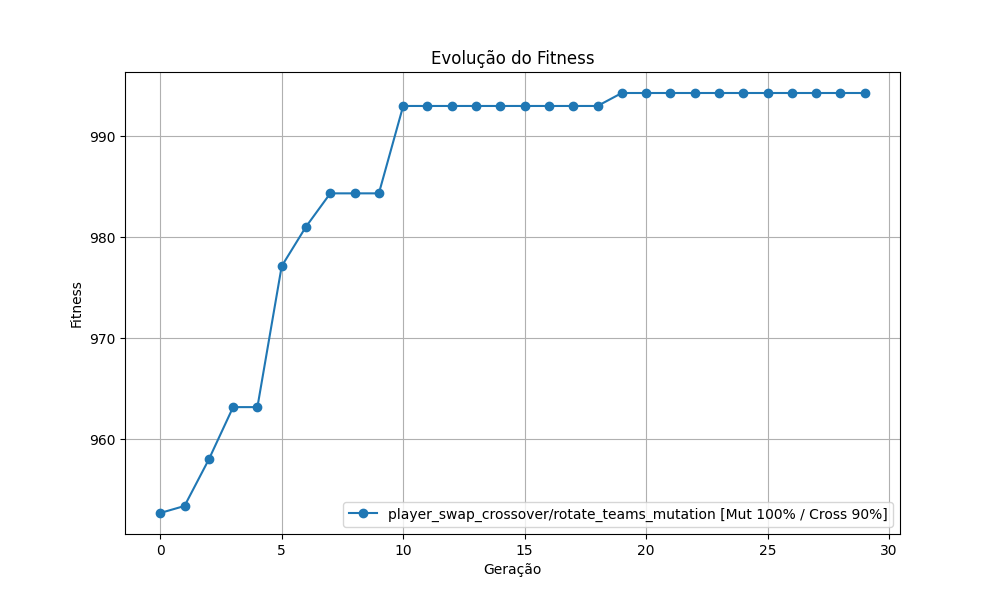 Evolução do Fitness
Fitness
990
980
970
960
player_swap_crossover/rotate_teams_mutation [Mut 100% / Cross 90%]
0 5 10 15 20 25 30
Geração